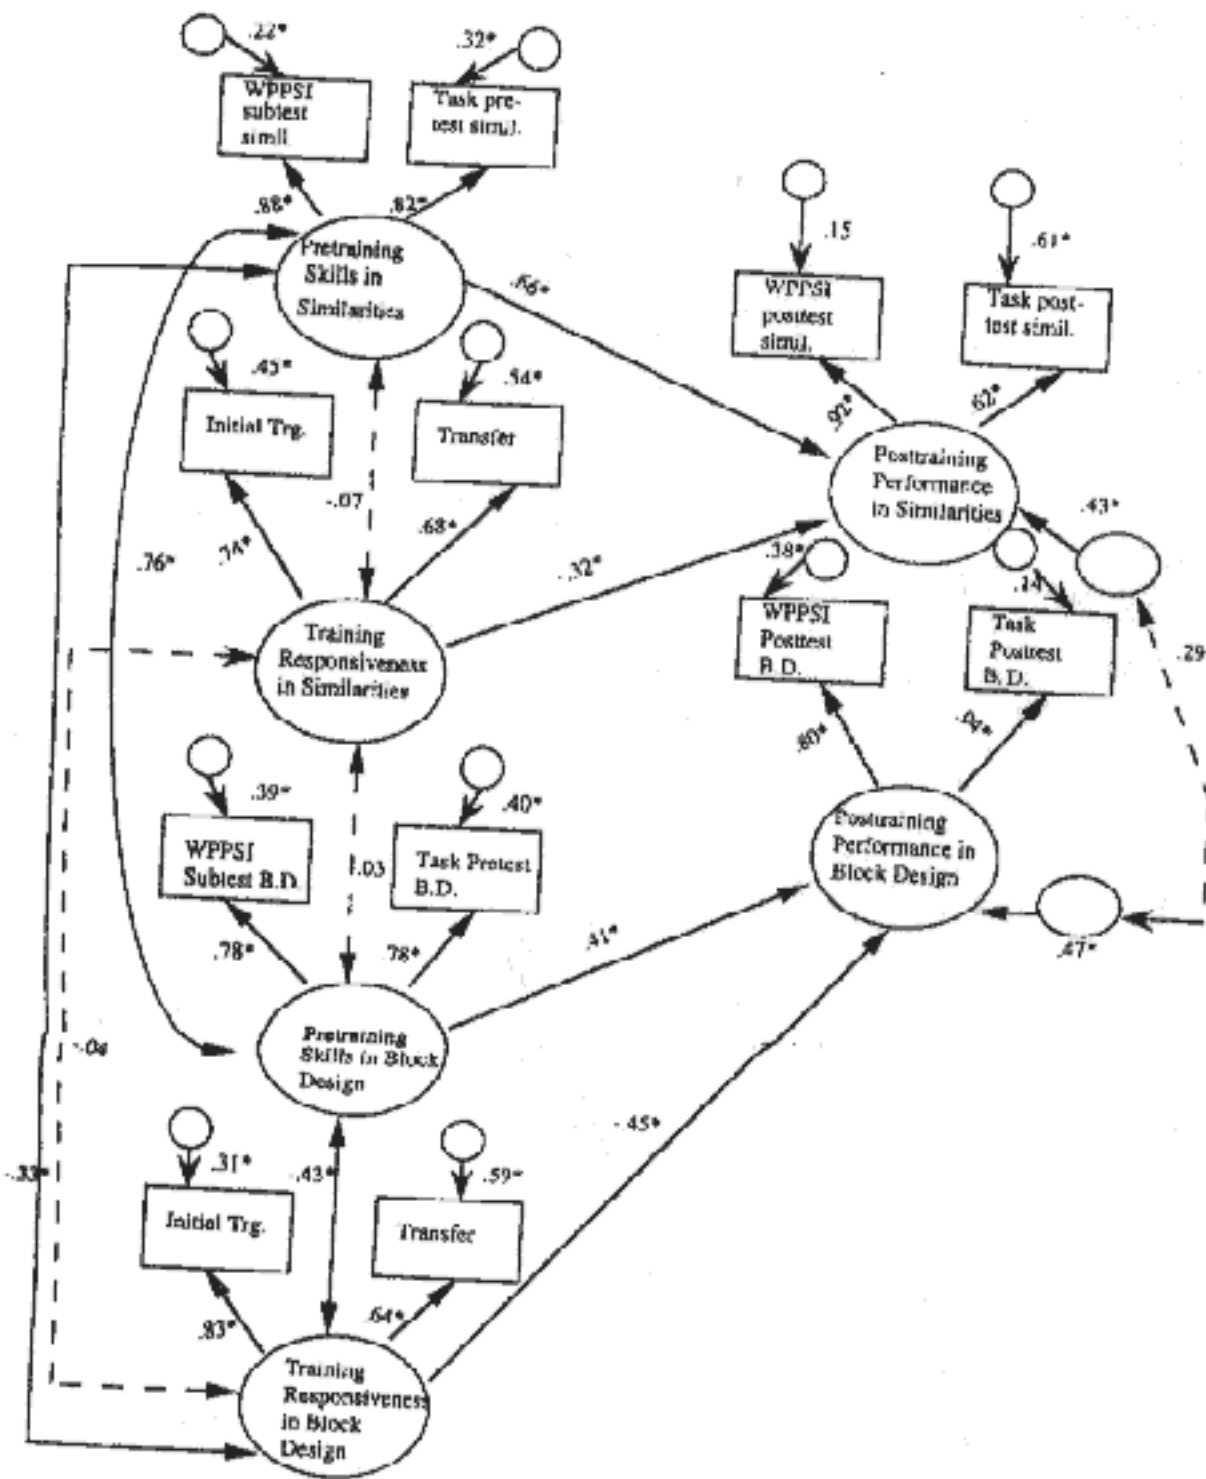 .22*
.32*
WPPSI
subtest
simil.
Task pre-
test simil.
.88*
.82*
Pretraining
Skills in
Similarities
.15
.61*
WPPSI
posttest
simil.
Task post-
test simil.
.66*
.45*
.54*
Initial Trg.
Transfer
.92*
.62*
Posttraining
Performance
in Similarities
-.07
.74*
.68*
.76*
-.32*
.43*
.38*
.14
WPPSI
Posttest
B.D.
Task
Posttest
B.D.
.29
Training
Responsiveness
in Similarities
.80*
.39*
.40*
WPPSI
Subtest B.D.
Task Pretest
B.D.
.03
Posttraining
Performance in
Block Design
.78*
.78*
.41*
.47*
Pretraining
Skills in Block
Design
-.04
-.45*
-.33*
.31*
-.43*
.59*
Initial Trg.
Transfer
.83*
.64*
Training
Responsiveness
in Block
Design